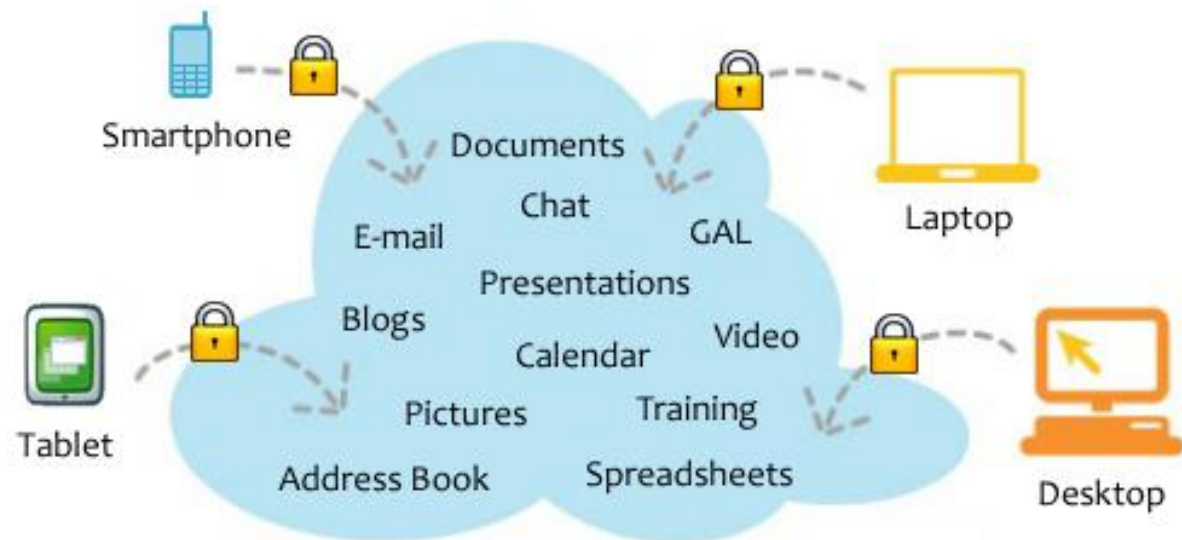 Smartphone
Documents
Chat
E-mail
GAL
Laptop
Presentations
Blogs
Video
Calendar
Tablet
Pictures
Training
Address Book
Spreadsheets
Desktop